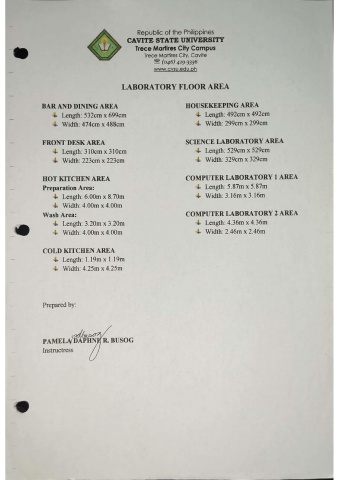 Republic of the Philippines
CAVITE STATE UNIVERSITY
Trece Martires City Campus
Trece Martires City, Cavite
☎ (046) 419-3336
www.cvsu.edu.ph
LABORATORY FLOOR AREA
BAR AND DINING AREA
Length: 532cm x 699cm
Width: 474cm x 488cm
FRONT DESK AREA
Length: 310cm x 310cm
Width: 223cm x 223cm
HOT KITCHEN AREA
Preparation Area:
Length: 6.00m x 8.70m
Width: 4.00m x 4.00m
Wash Area:
Length: 3.20m x 3.20m
Width: 4.00m x 4.00m
COLD KITCHEN AREA
Length: 1.19m x 1.19m
Width: 4.25m x 4.25m
HOUSEKEEPING AREA
Length: 492cm x 492cm
Width: 299cm x 299cm
SCIENCE LABORATORY AREA
Length: 529cm x 529cm
Width: 329cm x 329cm
COMPUTER LABORATORY 1 AREA
Length: 5.87m x 5.87m
Width: 3.16m x 3.16m
COMPUTER LABORATORY 2 AREA
Length: 4.36m x 4.36m
Width: 2.46m x 2.46m
Prepared by:
PAMELA DAPHNE R. BUSOG
Instructress